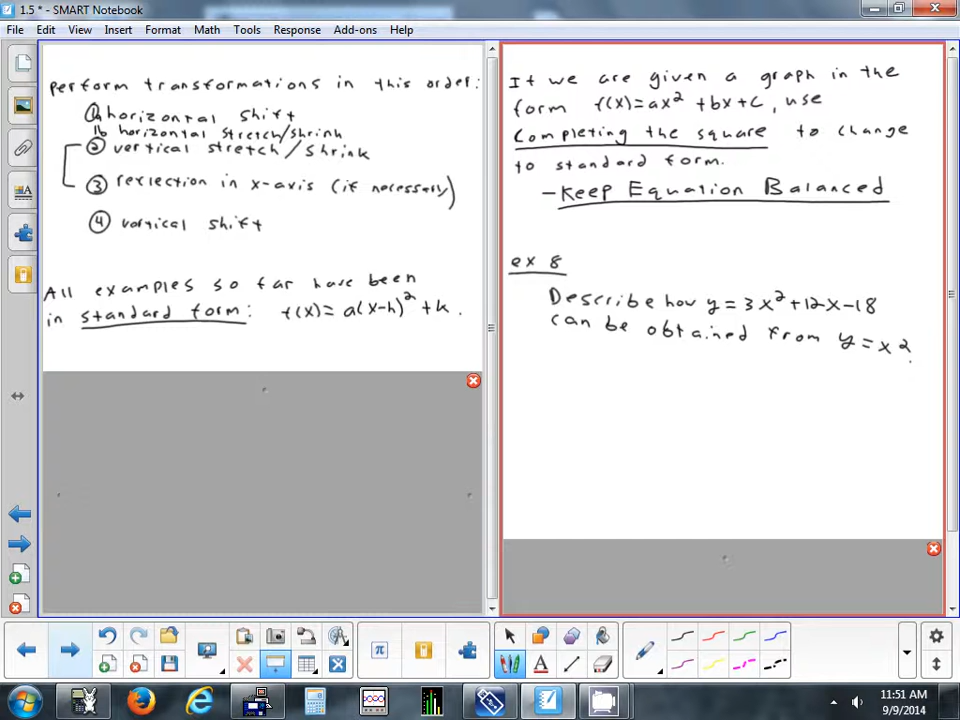 1.5 * - SMART Notebook
File Edit View Insert Format Math Tools Response Add-ons Help
Perform transformations in this order:
1a horizontal shift
1b horizontal stretch/shrink
2 vertical stretch/shrink
3 reflection in x-axis (if necessary)
4 vertical shift
All examples so far have been
in standard form: f(x)= a(x-h)² + k.
If we are given a graph in the
form f(x)=ax² + bx + c, use
Completing the square to change
to standard form.
- Keep Equation Balanced
ex 8
Describe how y = 3x² + 12x - 18
can be obtained from y = x².
11:51 AM
9/9/2014